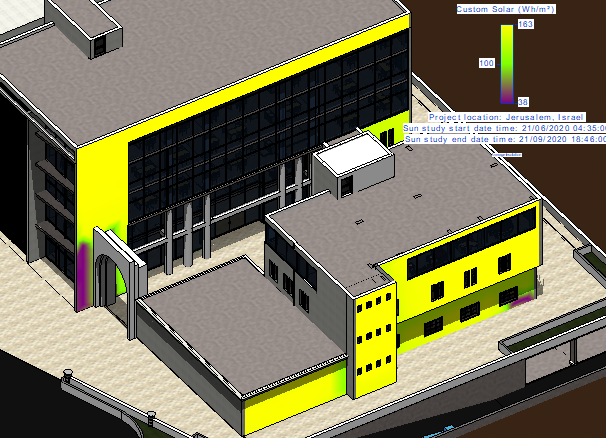 Custom Solar (Wh/m²)
163
100
38
Project location: Jerusalem, Israel
Sun study start date time: 21/06/2020 04:35:0
Sun study end date time: 21/09/2020 18:46:00